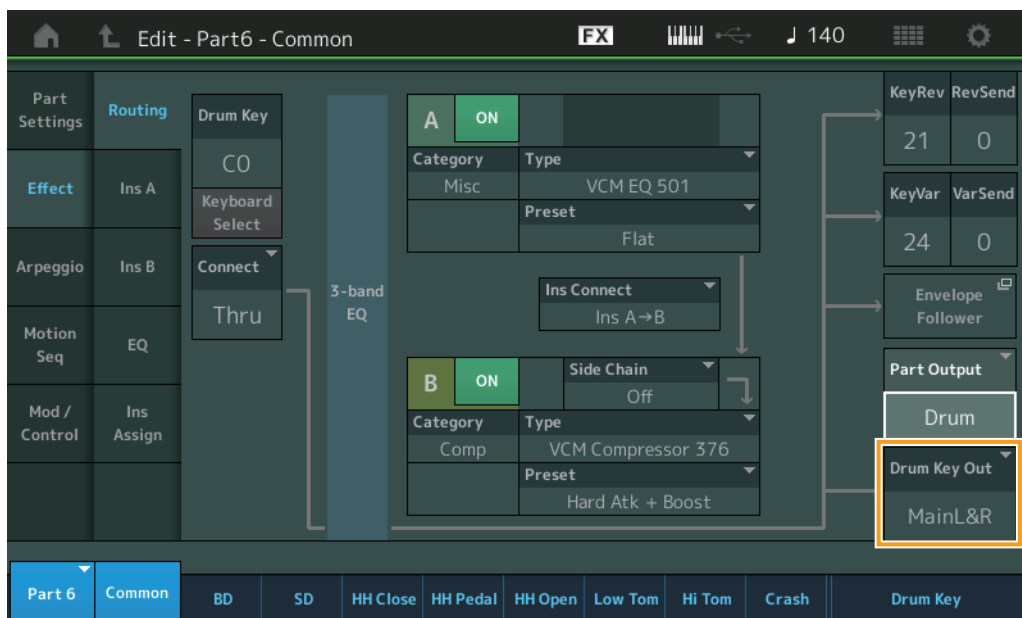 Edit - Part6 - Common
FX
♩ 140
Part
Settings
Effect
Arpeggio
Motion
Seq
Mod /
Control
Routing
Ins A
Ins B
EQ
Ins
Assign
Drum Key
C0
Keyboard
Select
Connect
Thru
3-band
EQ
A
ON
Category
Type
Misc
VCM EQ 501
Preset
Flat
Ins Connect
Ins A→B
B
ON
Side Chain
Off
Category
Type
Comp
VCM Compressor 376
Preset
Hard Atk + Boost
KeyRev RevSend
21 0
KeyVar VarSend
24 0
Envelope
Follower
Part Output
Drum
Drum Key Out
MainL&R
Part 6 Common BD SD HH Close HH Pedal HH Open Low Tom Hi Tom Crash Drum Key